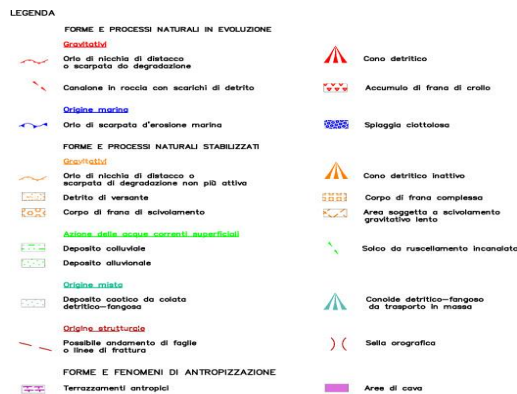 LEGENDA
FORME E PROCESSI NATURALI IN EVOLUZIONE
Gravitativi
Orlo di nicchia di distacco
o scarpata do degradazione
Cono detritico
Canalone in roccia con scarichi di detrito
Accumulo di frana di crollo
Origine marina
Orlo di scarpata d'erosione marina
Spiaggia ciottolosa
FORME E PROCESSI NATURALI STABILIZZATI
Gravitativi
Orlo di nicchia di distacco o
scarpata di degradazione non più attiva
Cono detritico inattivo
Detrito di versante
Corpo di frana complessa
Corpo di frana di scivolamento
Area soggetta a scivolamento
gravitativo lento
Azione delle acque correnti superficiali
Deposito colluviale
Solco da ruscellamento incanalato
Deposito alluvionale
Origine mista
Deposito caotico da colata
detritico-fangosa
Conoide detritico-fangoso
da trasporto in massa
Origine strutturale
Possibile andamento di faglie
o linee di frattura
Sella orografica
FORME E FENOMENI DI ANTROPIZZAZIONE
Terrazzamenti antropici
Aree di cava